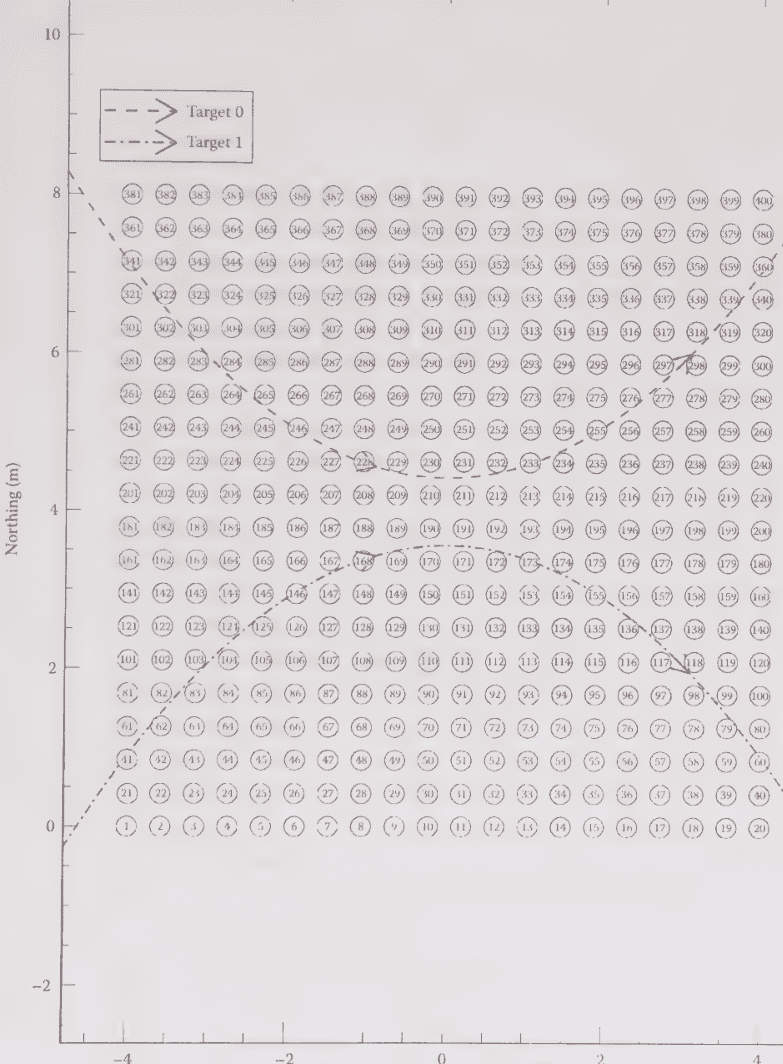 10
Target 0
Target 1
8
381 382 383 384 385 386 387 388 389 390 391 392 393 394 395 396 397 398 399 400
361 362 363 364 365 366 367 368 369 370 371 372 373 374 375 376 377 378 379 380
341 342 343 344 345 346 347 348 349 350 351 352 353 354 355 356 357 358 359 360
321 322 323 324 325 326 327 328 329 330 331 332 333 334 335 336 337 338 339 340
301 302 303 304 305 306 307 308 309 310 311 312 313 314 315 316 317 318 319 320
6
281 282 283 284 285 286 287 288 289 290 291 292 293 294 295 296 297 298 299 300
261 262 263 264 265 266 267 268 269 270 271 272 273 274 275 276 277 278 279 280
241 242 243 244 245 246 247 248 249 250 251 252 253 254 255 256 257 258 259 260
221 222 223 224 225 226 227 228 229 230 231 232 233 234 235 236 237 238 239 240
Northing (m)
4
201 202 203 204 205 206 207 208 209 210 211 212 213 214 215 216 217 218 219 220
181 182 183 184 185 186 187 188 189 190 191 192 193 194 195 196 197 198 199 200
161 162 163 164 165 166 167 168 169 170 171 172 173 174 175 176 177 178 179 180
141 142 143 144 145 146 147 148 149 150 151 152 153 154 155 156 157 158 159 160
121 122 123 124 125 126 127 128 129 130 131 132 133 134 135 136 137 138 139 140
2
101 102 103 104 105 106 107 108 109 110 111 112 113 114 115 116 117 118 119 120
81 82 83 84 85 86 87 88 89 90 91 92 93 94 95 96 97 98 99 100
61 62 63 64 65 66 67 68 69 70 71 72 73 74 75 76 77 78 79 80
41 42 43 44 45 46 47 48 49 50 51 52 53 54 55 56 57 58 59 60
21 22 23 24 25 26 27 28 29 30 31 32 33 34 35 36 37 38 39 40
0
1 2 3 4 5 6 7 8 9 10 11 12 13 14 15 16 17 18 19 20
-2
-4 -2 0 2 4